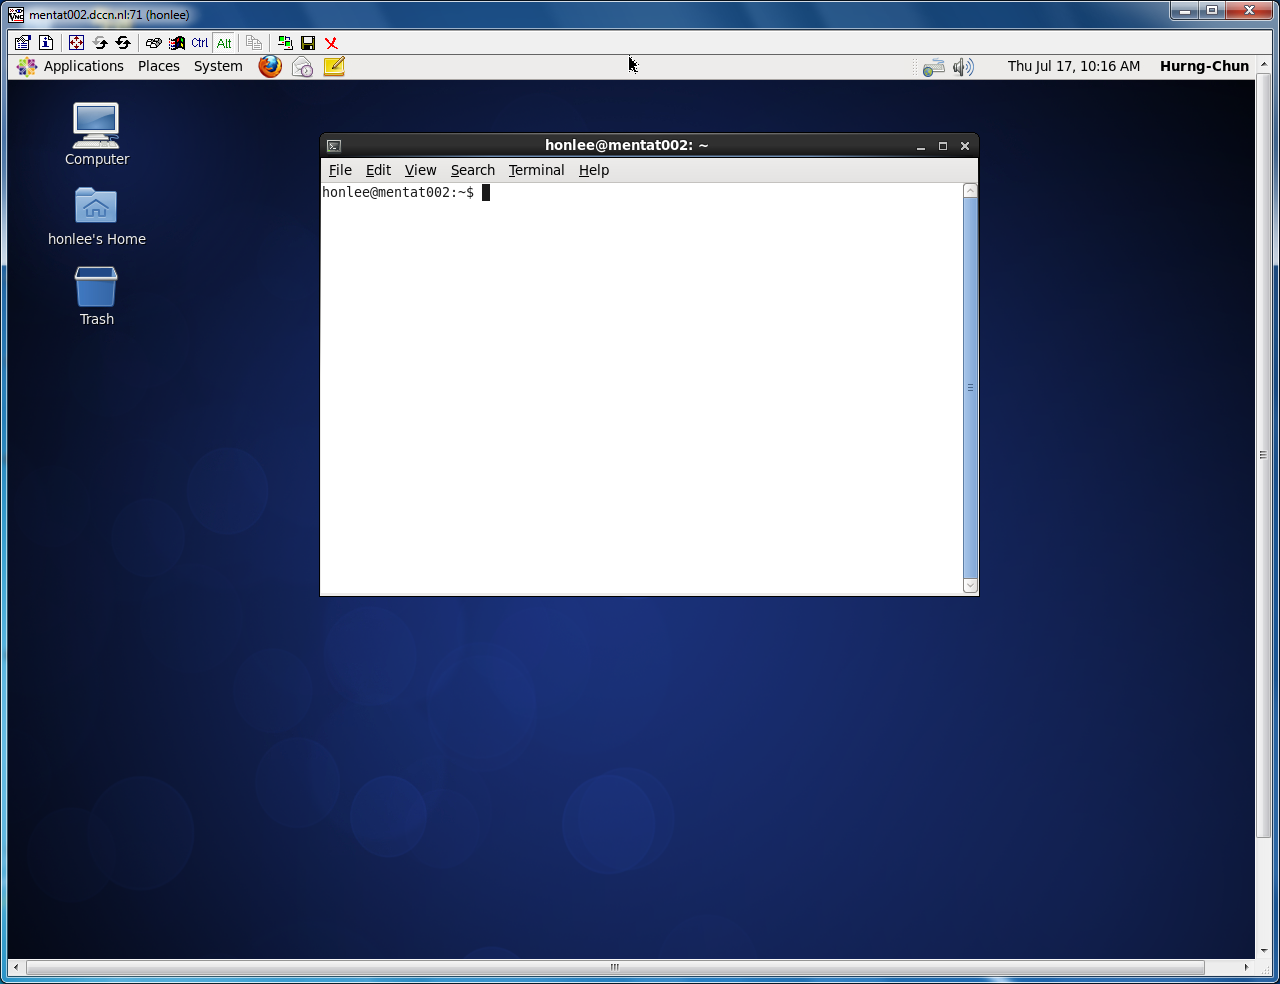 mentat002.dccn.nl:71 (honlee)
Ctrl Alt
Applications Places System Thu Jul 17, 10:16 AM Hurng-Chun
Computer
honlee's Home
Trash
honlee@mentat002: ~
File Edit View Search Terminal Help
honlee@mentat002:~$